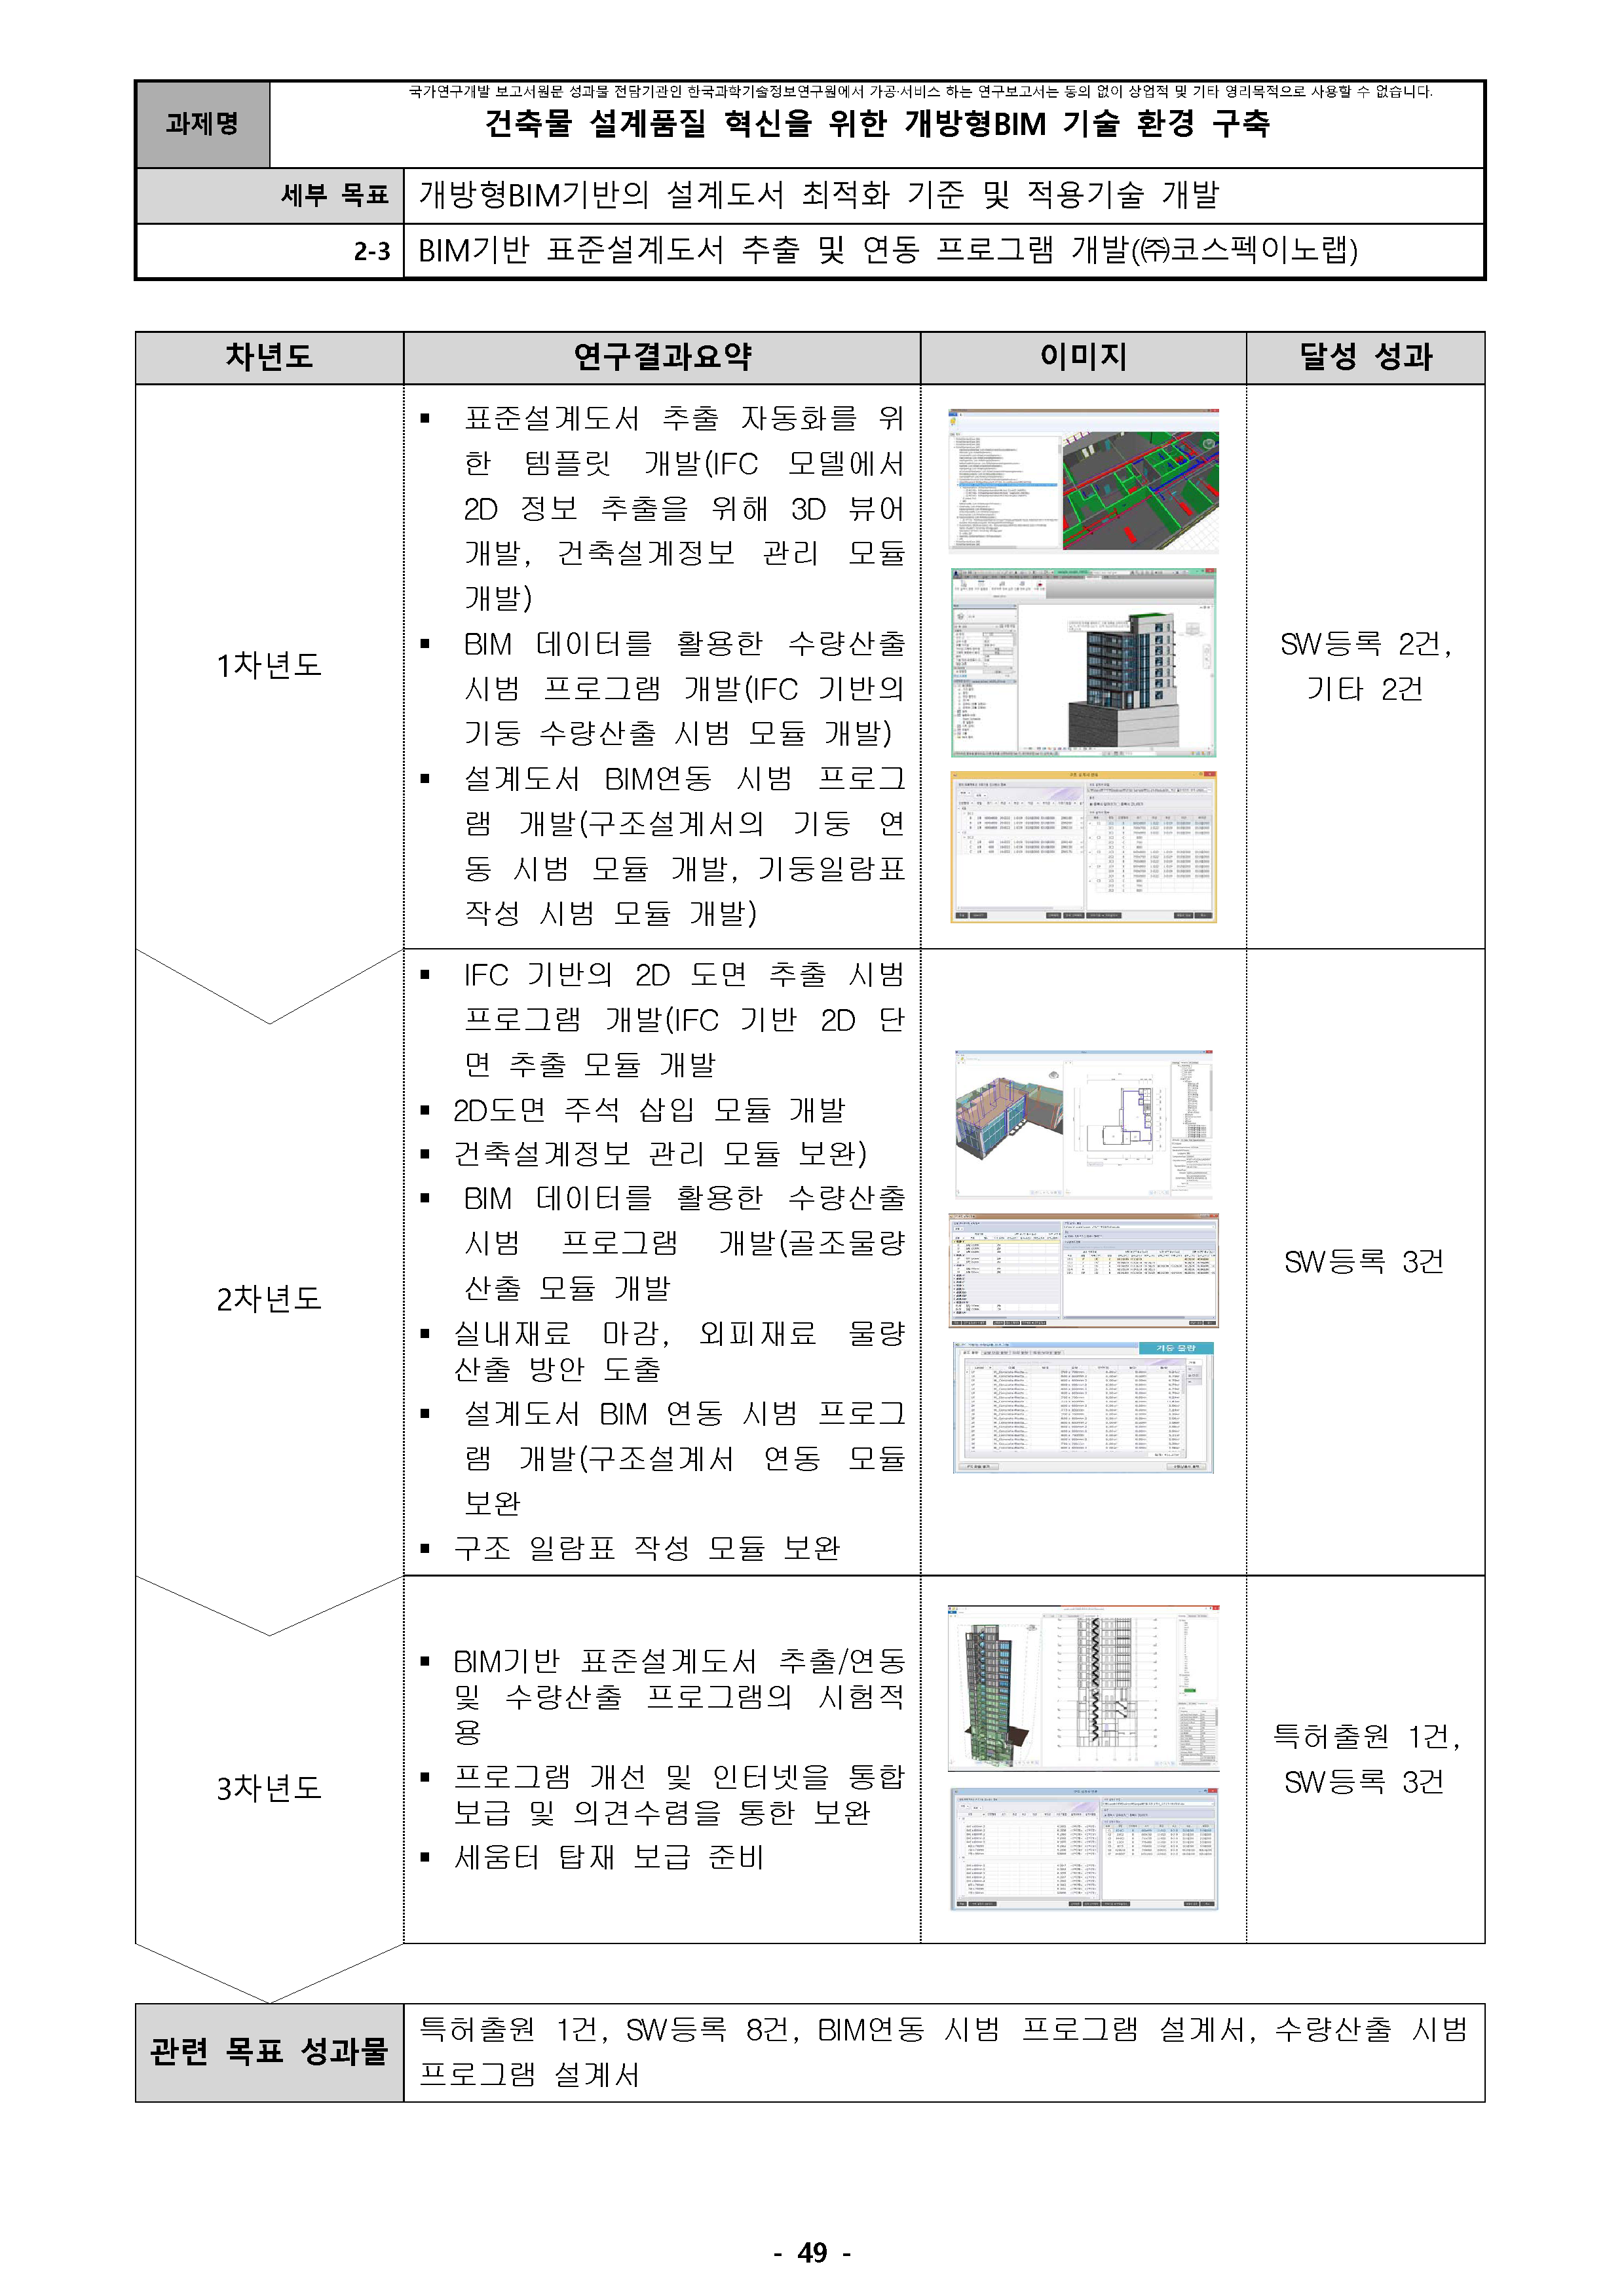 국가연구개발 보고서원문 성과물 전담기관인 한국과학기술정보연구원에서 가공·서비스 하는 연구보고서는 동의 없이 상업적 및 기타 영리목적으로 사용할 수 없습니다.
과제명
건축물 설계품질 혁신을 위한 개방형BIM 기술 환경 구축
세부 목표
개방형BIM기반의 설계도서 최적화 기준 및 적용기술 개발
2-3
BIM기반 표준설계도서 추출 및 연동 프로그램 개발(㈜코스펙이노랩)
차년도
연구결과요약
이미지
달성 성과
1차년도
▪ 표준설계도서 추출 자동화를 위
한 템플릿 개발(IFC 모델에서
2D 정보 추출을 위해 3D 뷰어
개발, 건축설계정보 관리 모듈
개발)
▪ BIM 데이터를 활용한 수량산출
시범 프로그램 개발(IFC 기반의
기둥 수량산출 시범 모듈 개발)
▪ 설계도서 BIM연동 시범 프로그
램 개발(구조설계서의 기둥 연
동 시범 모듈 개발, 기둥일람표
작성 시범 모듈 개발)
SW등록 2건,
기타 2건
2차년도
▪ IFC 기반의 2D 도면 추출 시범
프로그램 개발(IFC 기반 2D 단
면 추출 모듈 개발
▪ 2D도면 주석 삽입 모듈 개발
▪ 건축설계정보 관리 모듈 보완)
▪ BIM 데이터를 활용한 수량산출
시범 프로그램 개발(골조물량
산출 모듈 개발
▪ 실내재료 마감, 외피재료 물량
산출 방안 도출
▪ 설계도서 BIM 연동 시범 프로그
램 개발(구조설계서 연동 모듈
보완
▪ 구조 일람표 작성 모듈 보완
기둥 물량
SW등록 3건
3차년도
▪ BIM기반 표준설계도서 추출/연동
및 수량산출 프로그램의 시험적
용
▪ 프로그램 개선 및 인터넷을 통합
보급 및 의견수렴을 통한 보완
▪ 세움터 탑재 보급 준비
특허출원 1건,
SW등록 3건
관련 목표 성과물
특허출원 1건, SW등록 8건, BIM연동 시범 프로그램 설계서, 수량산출 시범
프로그램 설계서
- 49 -